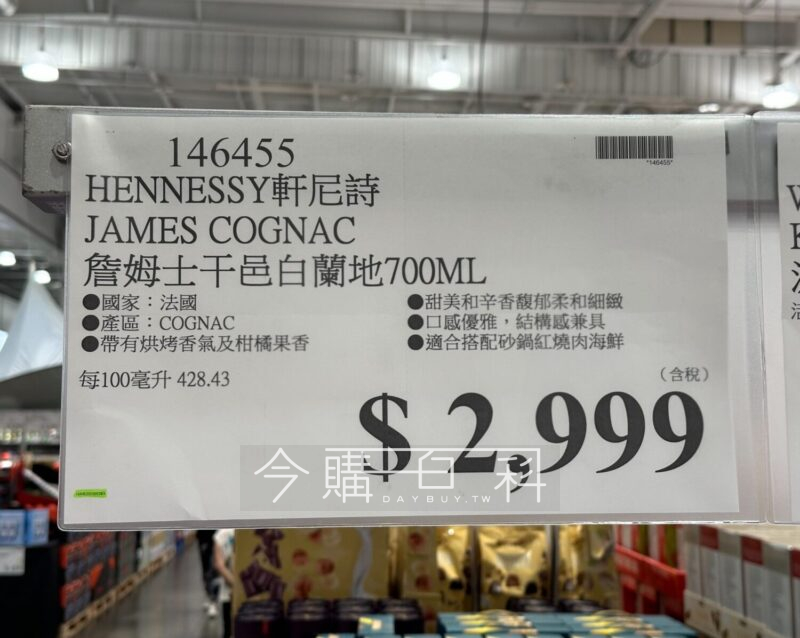 146455
*146455*
HENNESSY軒尼詩
JAMES COGNAC
詹姆士干邑白蘭地700ML
●國家：法國
●產區：COGNAC
●帶有烘烤香氣及柑橘果香
●甜美和辛香馥郁柔和細緻
●口感優雅，結構感兼具
●適合搭配砂鍋紅燒肉海鮮
每100毫升 428.43
（含稅）
$ 2,999
今購百科
DAYBUY.TW